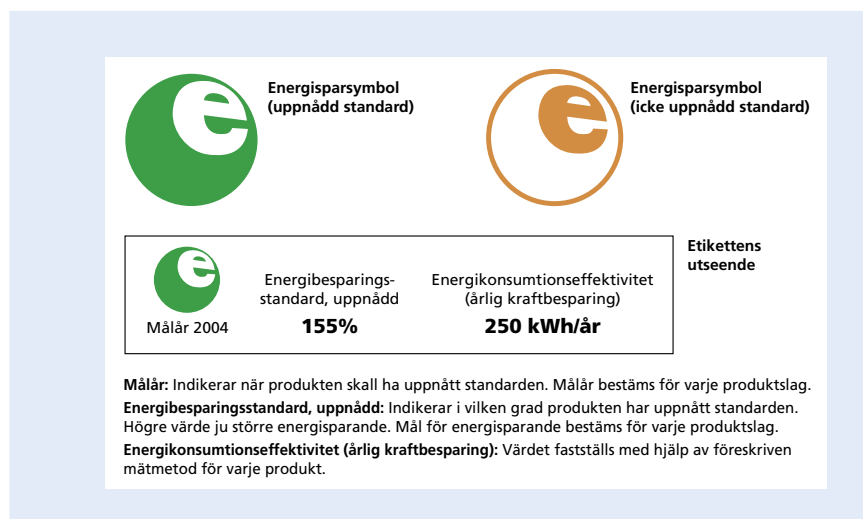 e
Energisparsymbol
(uppnådd standard)
e
Energisparsymbol
(icke uppnådd standard)
Etikettens
utseende
e
Målår 2004
Energibesparings-
standard, uppnådd
155%
Energikonsumtionseffektivitet
(årlig kraftbesparing)
250 kWh/år
Målår: Indikerar när produkten skall ha uppnått standarden. Målår bestäms för varje produktslag.
Energibesparingsstandard, uppnådd: Indikerar i vilken grad produkten har uppnått standarden.
Högre värde ju större energisparande. Mål för energisparande bestäms för varje produktslag.
Energikonsumtionseffektivitet (årlig kraftbesparing): Värdet fastställs med hjälp av föreskriven
mätmetod för varje produkt.